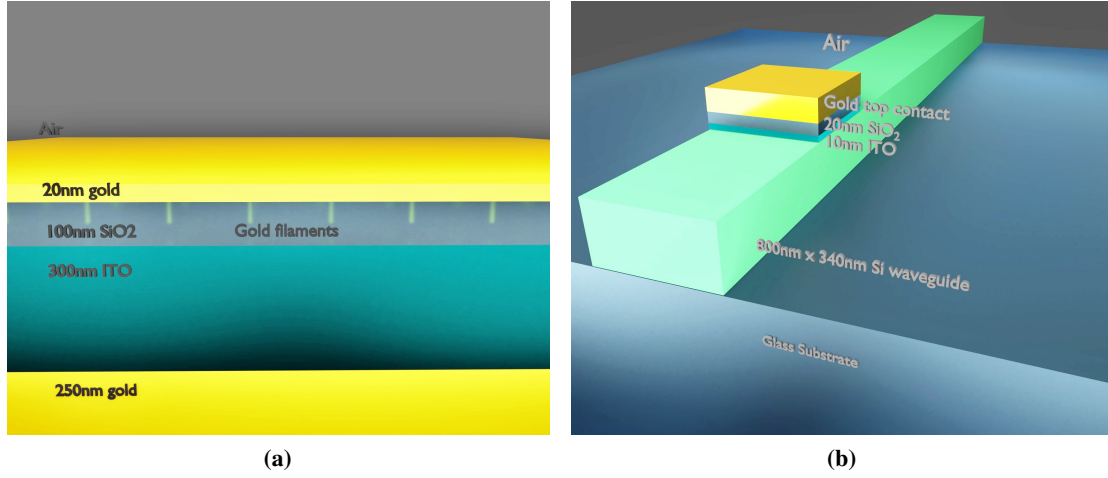 Air
20nm gold
100nm SiO2 Gold filaments
300nm ITO
250nm gold
(a)
Air
Gold top contact
20nm SiO₂
10nm ITO
800nm x 340nm Si waveguide
Glass Substrate
(b)